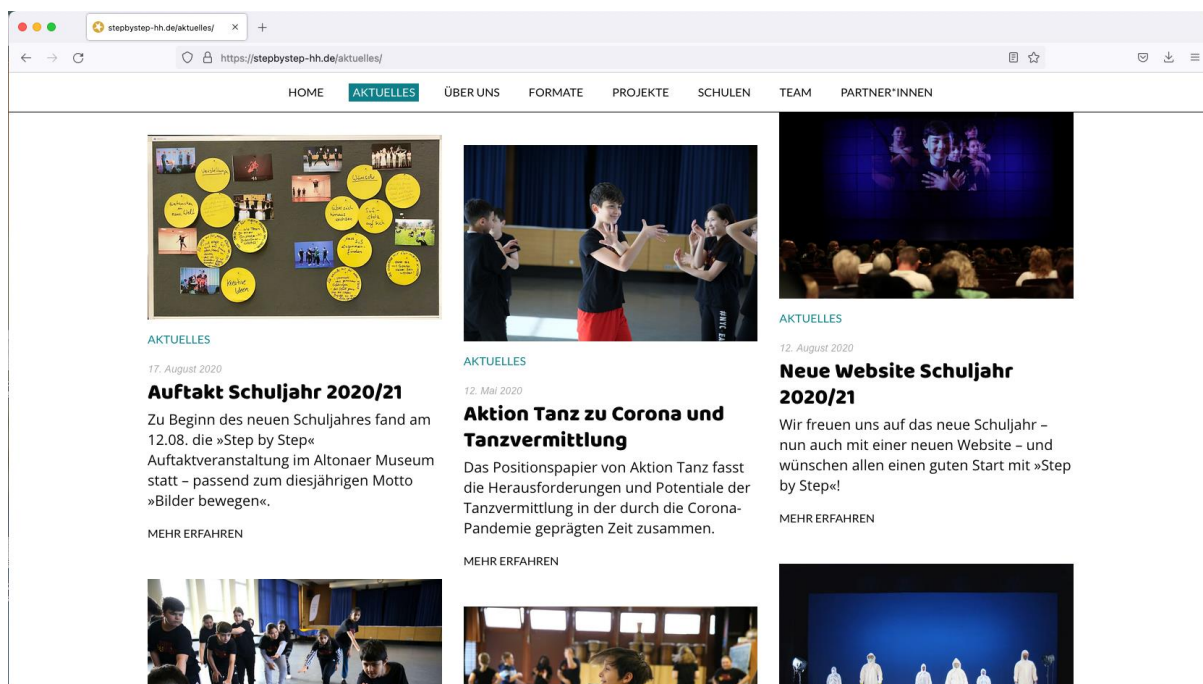 stepbystep-hh.de/aktuelles/
https://stepbystep-hh.de/aktuelles/
HOME AKTUELLES ÜBER UNS FORMATE PROJEKTE SCHULEN TEAM PARTNER*INNEN
Wünsche
kreative
Ideen
AKTUELLES
17. August 2020
Auftakt Schuljahr 2020/21
Zu Beginn des neuen Schuljahres fand am
12.08. die »Step by Step«
Auftaktveranstaltung im Altonaer Museum
statt – passend zum diesjährigen Motto
»Bilder bewegen«.
MEHR ERFAHREN
#NYC
AKTUELLES
12. Mai 2020
Aktion Tanz zu Corona und
Tanzvermittlung
Das Positionspapier von Aktion Tanz fasst
die Herausforderungen und Potentiale der
Tanzvermittlung in der durch die Corona-
Pandemie geprägten Zeit zusammen.
MEHR ERFAHREN
AKTUELLES
12. August 2020
Neue Website Schuljahr
2020/21
Wir freuen uns auf das neue Schuljahr –
nun auch mit einer neuen Website – und
wünschen allen einen guten Start mit »Step
by Step«!
MEHR ERFAHREN